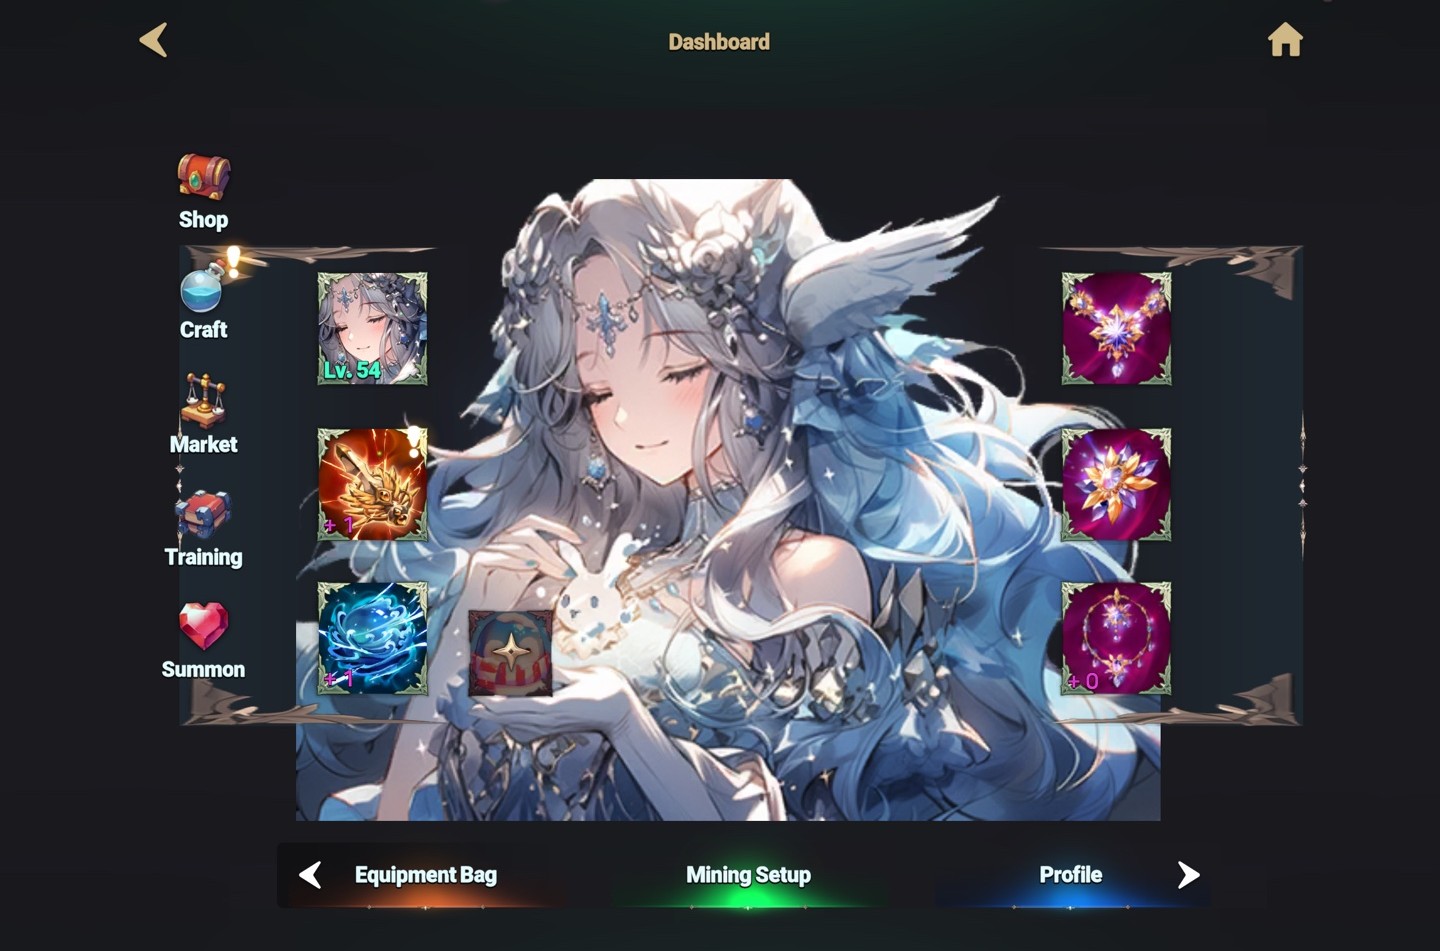 Dashboard
Shop
Craft
Market
Training
Summon
Lv. 54
+ 1
+ 1
+ 0
Equipment Bag
Mining Setup
Profile